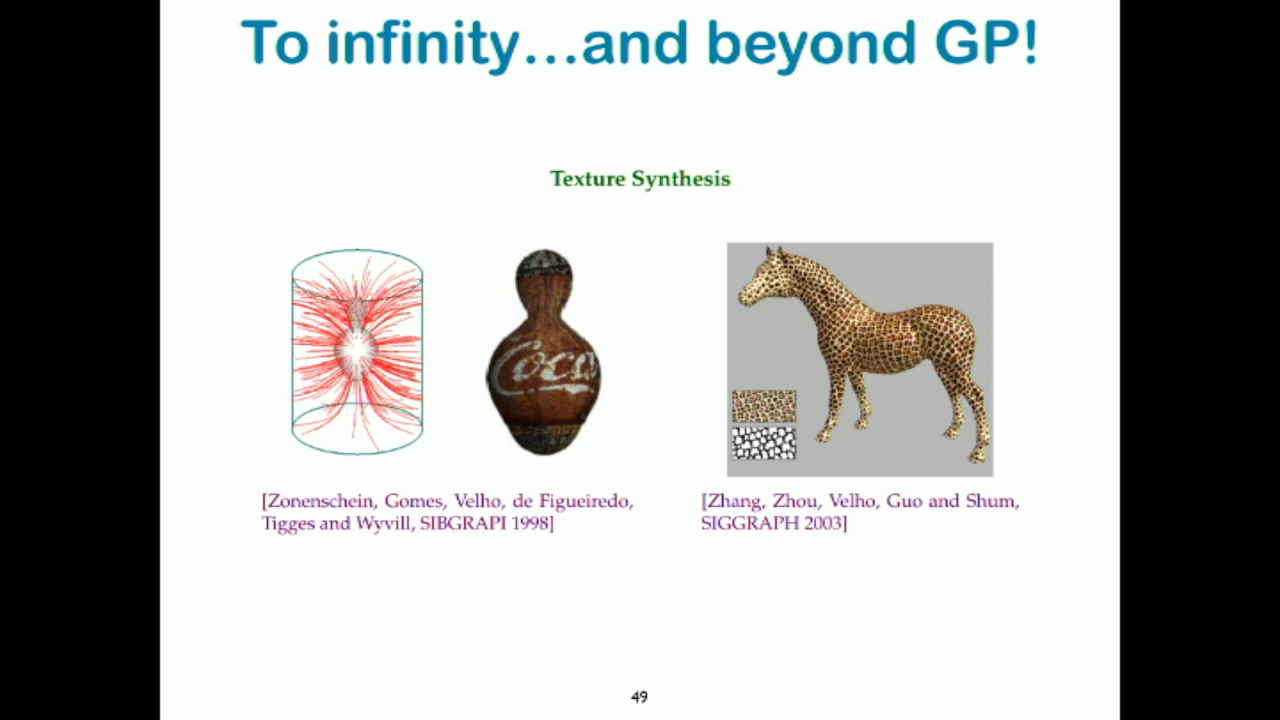 To infinity...and beyond GP!
Texture Synthesis
Coca
[Zonenschein, Gomes, Velho, de Figueiredo,
Tigges and Wyvill, SIBGRAPI 1998]
[Zhang, Zhou, Velho, Guo and Shum,
SIGGRAPH 2003]
49